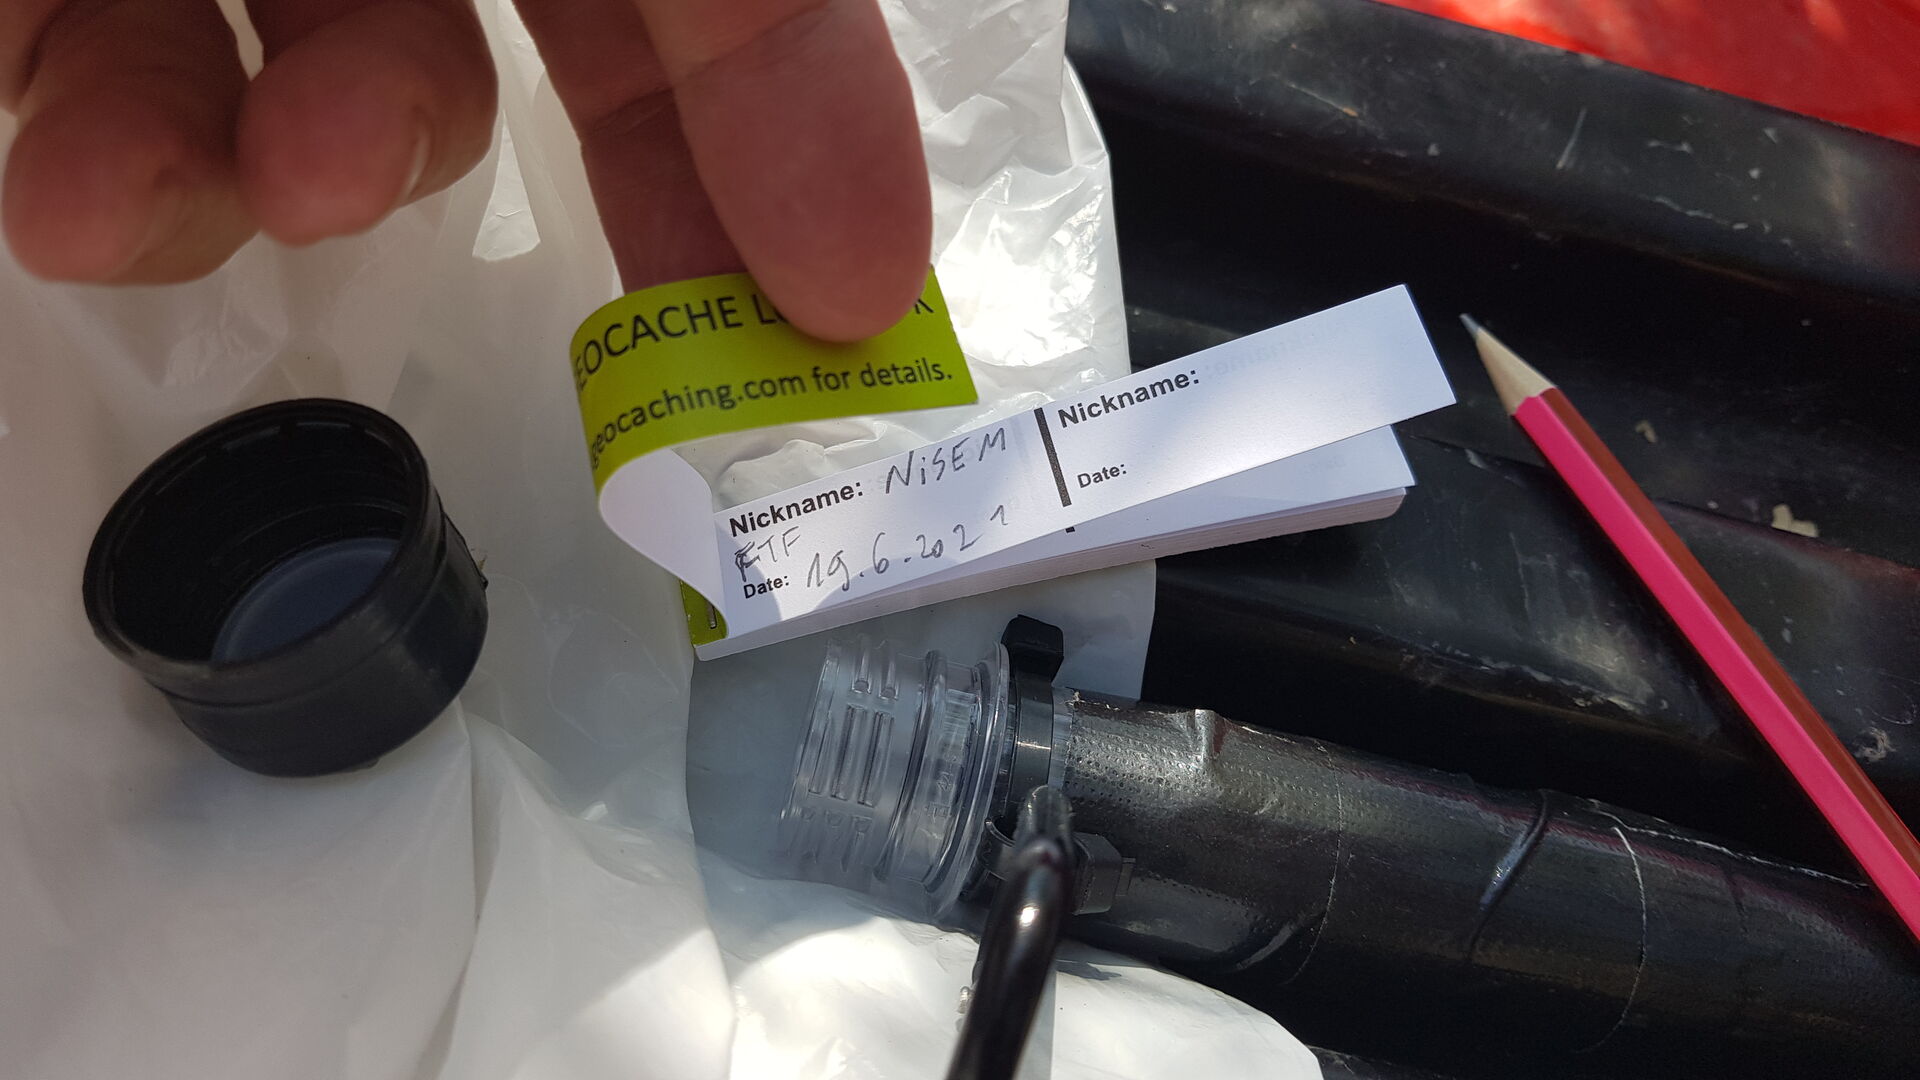 EOCACHE L K
geocaching.com for details.
Nickname: NiSEM
FTF
Date: 19.6.2021
Nickname:
Date: